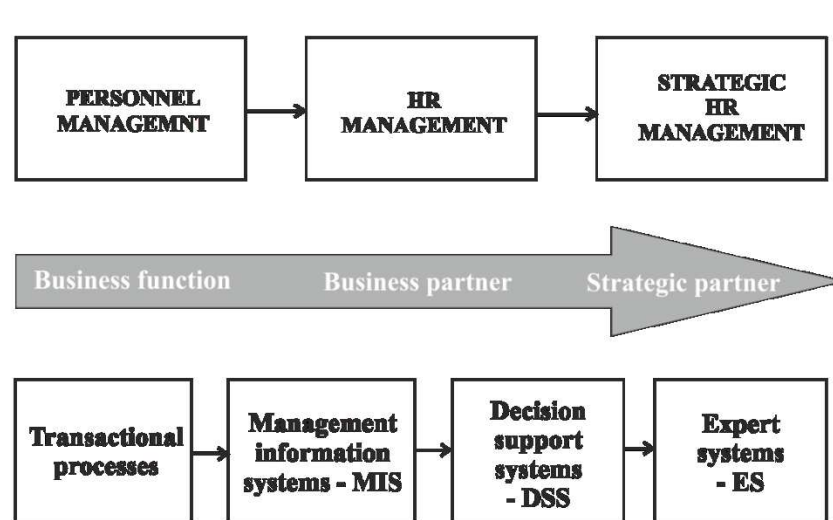 PERSONNEL
MANAGEMNT
HR
MANAGEMENT
STRATEGIC
HR
MANAGEMENT
Business function
Business partner
Strategic partner
Transactional
processes
Management
information
systems - MIS
Decision
support
systems
- DSS
Expert
systems
- ES